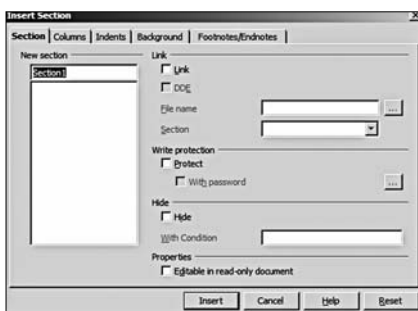 Insert Section
Section Columns Indents Background Footnotes/Endnotes
New section
Section1
Link
Link
DDE
File name
...
Section
Write protection
Protect
With password
...
Hide
Hide
With Condition
Properties
Editable in read-only document
Insert Cancel Help Reset